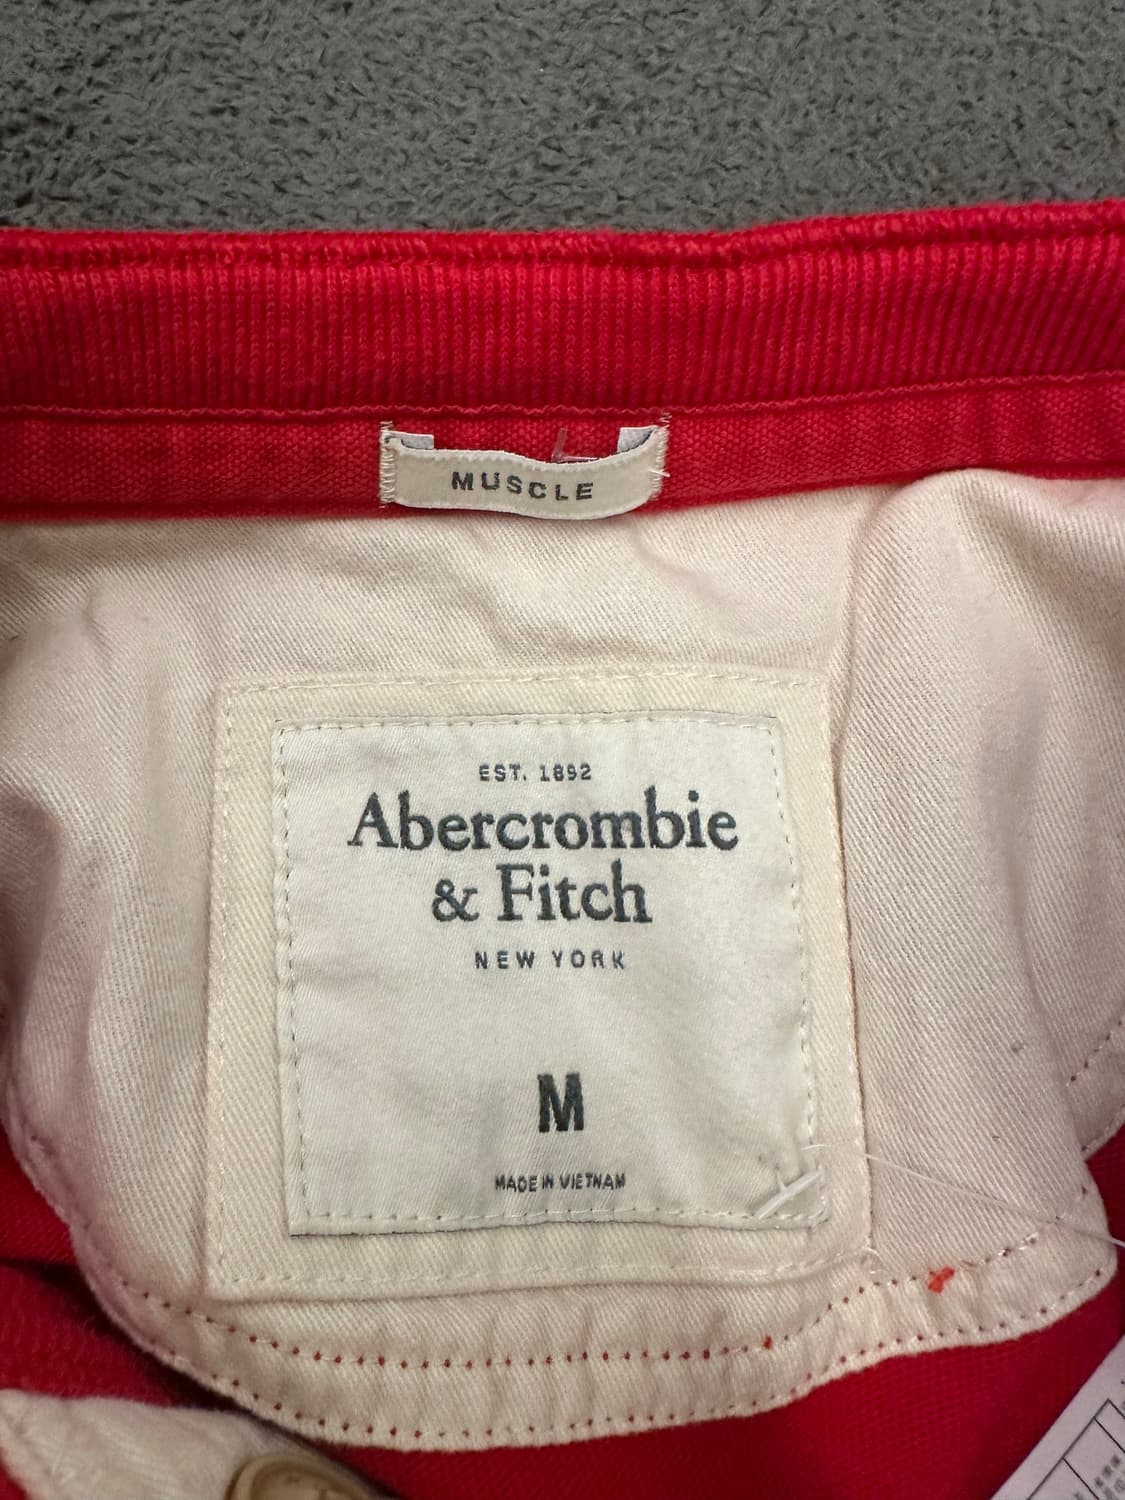 MUSCLE
EST. 1892
Abercrombie
& Fitch
NEW YORK
M
MADE IN VIETNAM